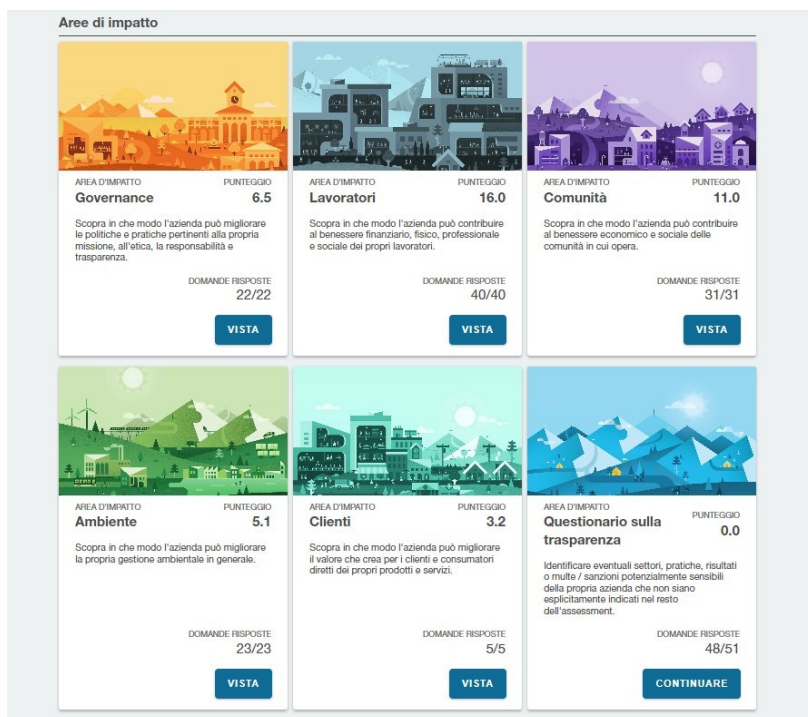 Aree di impatto
AREA D'IMPATTO PUNTEGGIO
Governance 6.5
Scopra in che modo l'azienda può migliorare
le politiche e pratiche pertinenti alla propria
missione, all'etica, la responsabilità e
trasparenza.
DOMANDE RISPOSTE
22/22
VISTA
AREA D'IMPATTO PUNTEGGIO
Lavoratori 16.0
Scopra in che modo l'azienda può contribuire
al benessere finanziario, fisico, professionale
e sociale dei propri lavoratori.
DOMANDE RISPOSTE
40/40
VISTA
AREA D'IMPATTO PUNTEGGIO
Comunità 11.0
Scopra in che modo l'azienda può contribuire
al benessere economico e sociale delle
comunità in cui opera.
DOMANDE RISPOSTE
31/31
VISTA
AREA D'IMPATTO PUNTEGGIO
Ambiente 5.1
Scopra in che modo l'azienda può migliorare
la propria gestione ambientale in generale.
DOMANDE RISPOSTE
23/23
VISTA
AREA D'IMPATTO PUNTEGGIO
Clienti 3.2
Scopra in che modo l'azienda può migliorare
il valore che crea per i clienti e consumatori
diretti dei propri prodotti e servizi.
DOMANDE RISPOSTE
5/5
VISTA
AREA D'IMPATTO PUNTEGGIO
Questionario sulla 0.0
trasparenza
Identificare eventuali settori, pratiche, risultati
o multe / sanzioni potenzialmente sensibili
della propria azienda che non siano
esplicitamente indicati nel resto
dell'assessment.
DOMANDE RISPOSTE
48/51
CONTINUARE